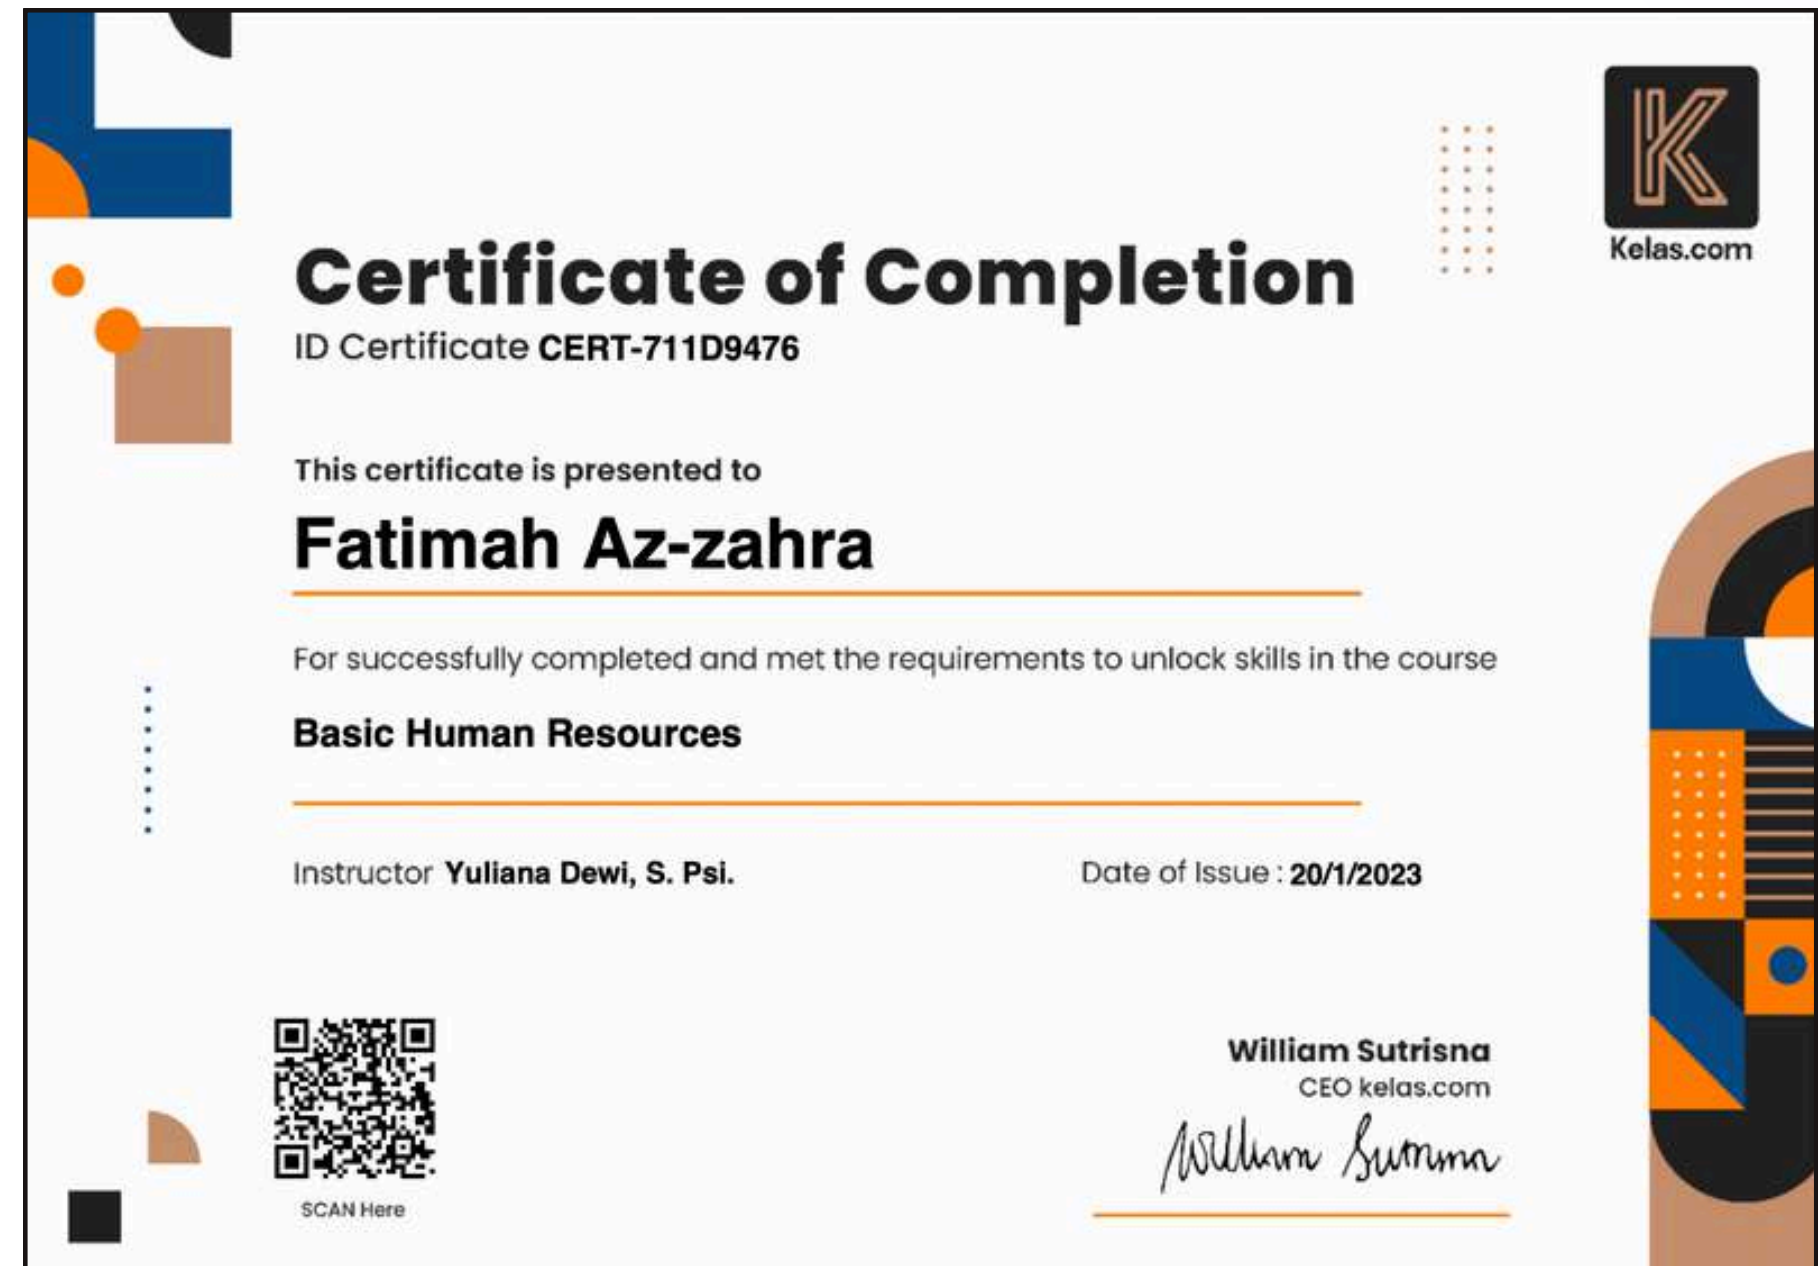 K
Kelas.com
Certificate of Completion
ID Certificate CERT-711D9476
This certificate is presented to
Fatimah Az-zahra
For successfully completed and met the requirements to unlock skills in the course
Basic Human Resources
Instructor Yuliana Dewi, S. Psi.
Date of Issue : 20/1/2023
SCAN Here
William Sutrisna
CEO kelas.com
William Sutrisna